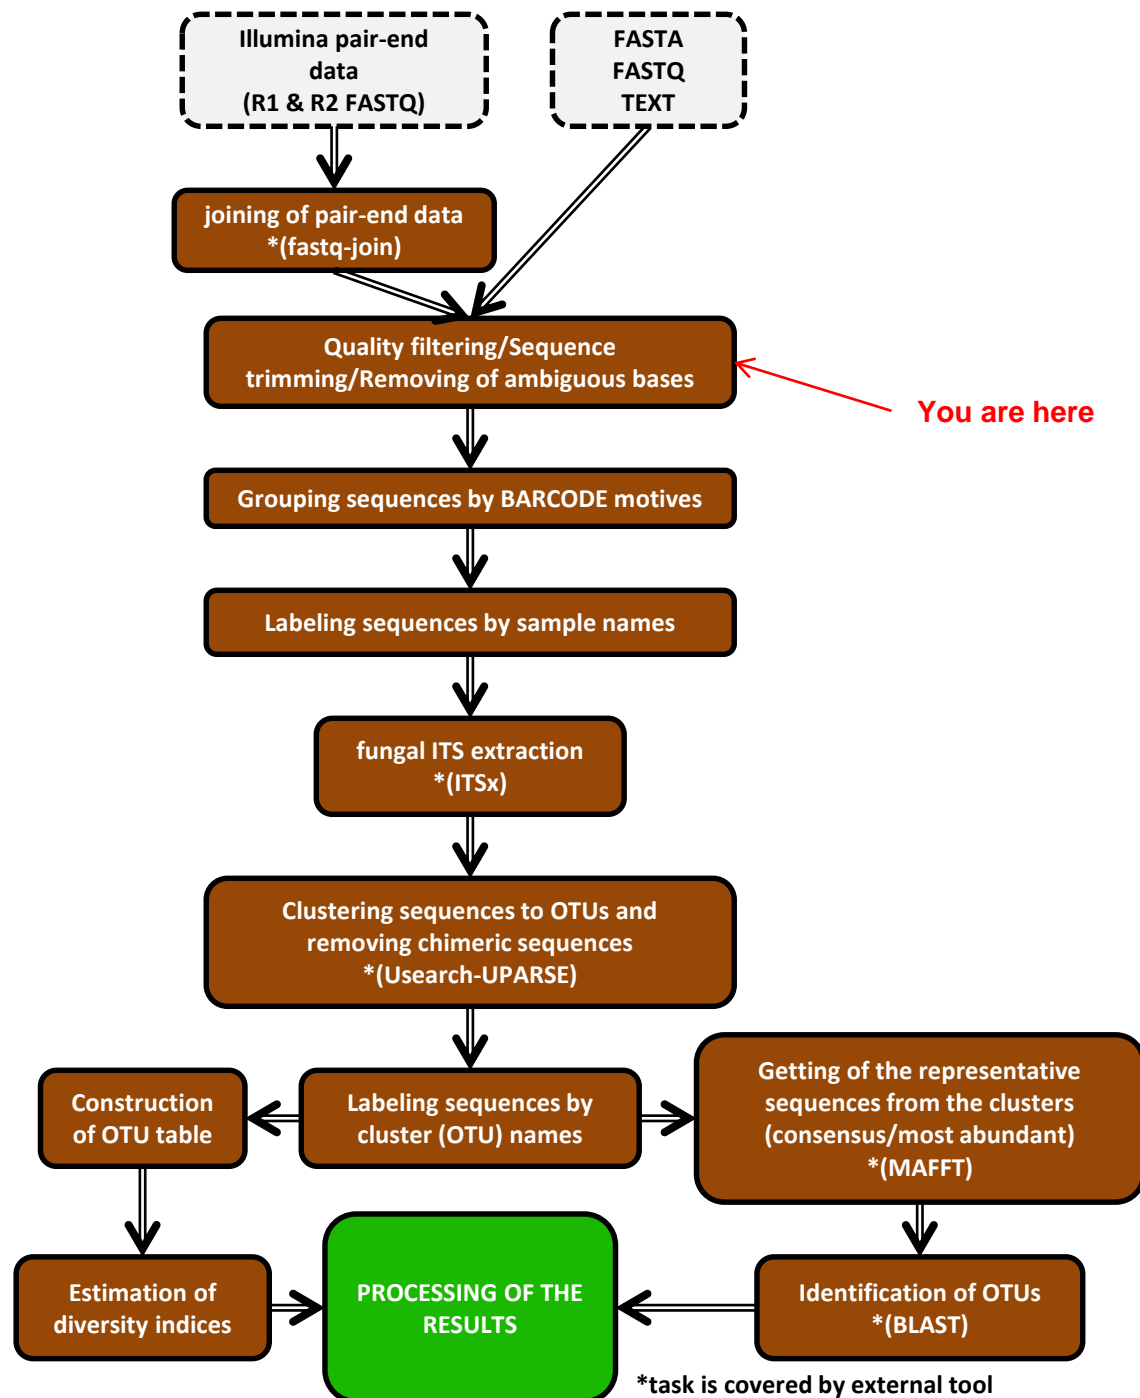 Illumina pair-end
data
(R1 & R2 FASTQ)
FASTA
FASTQ
TEXT
joining of pair-end data
*(fastq-join)
Quality filtering/Sequence
trimming/Removing of ambiguous bases
You are here
Grouping sequences by BARCODE motives
Labeling sequences by sample names
fungal ITS extraction
*(ITSx)
Clustering sequences to OTUs and
removing chimeric sequences
*(Usearch-UPARSE)
Construction
of OTU table
Labeling sequences by
cluster (OTU) names
Getting of the representative
sequences from the clusters
(consensus/most abundant)
*(MAFFT)
Estimation of
diversity indices
PROCESSING OF THE
RESULTS
Identification of OTUs
*(BLAST)
*task is covered by external tool